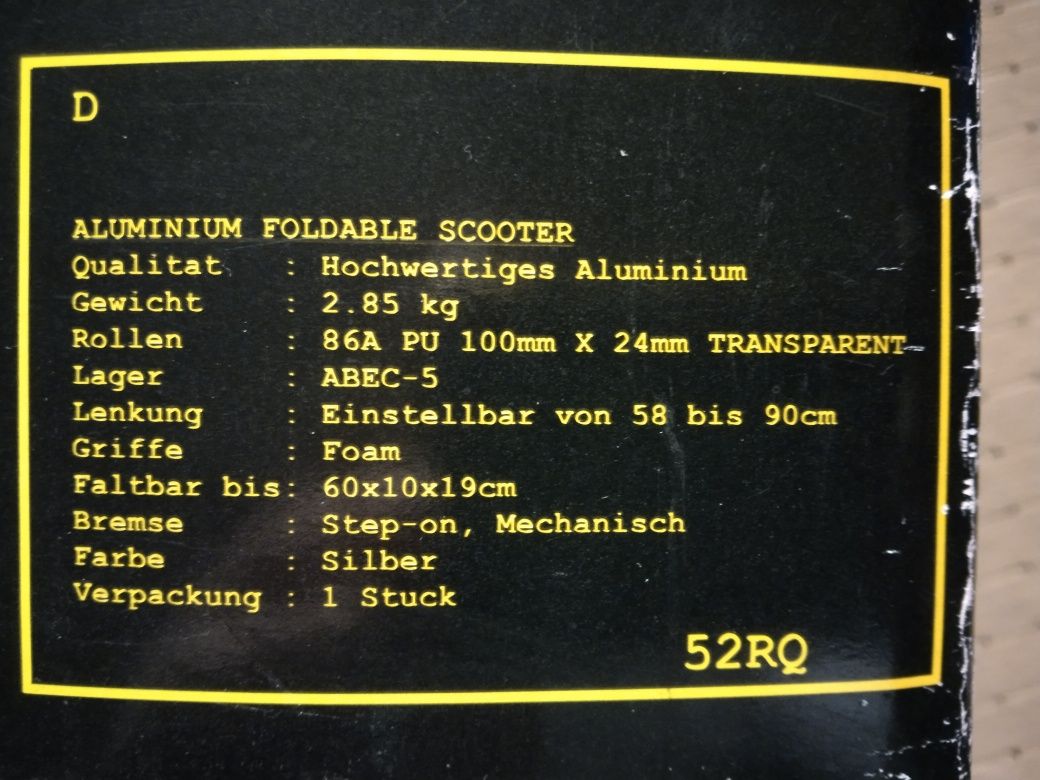 D
ALUMINIUM FOLDABLE SCOOTER
Qualitat : Hochwertiges Aluminium
Gewicht : 2.85 kg
Rollen : 86A PU 100mm X 24mm TRANSPARENT
Lager : ABEC-5
Lenkung : Einstellbar von 58 bis 90cm
Griffe : Foam
Faltbar bis: 60x10x19cm
Bremse : Step-on, Mechanisch
Farbe : Silber
Verpackung : 1 Stuck
52RQ